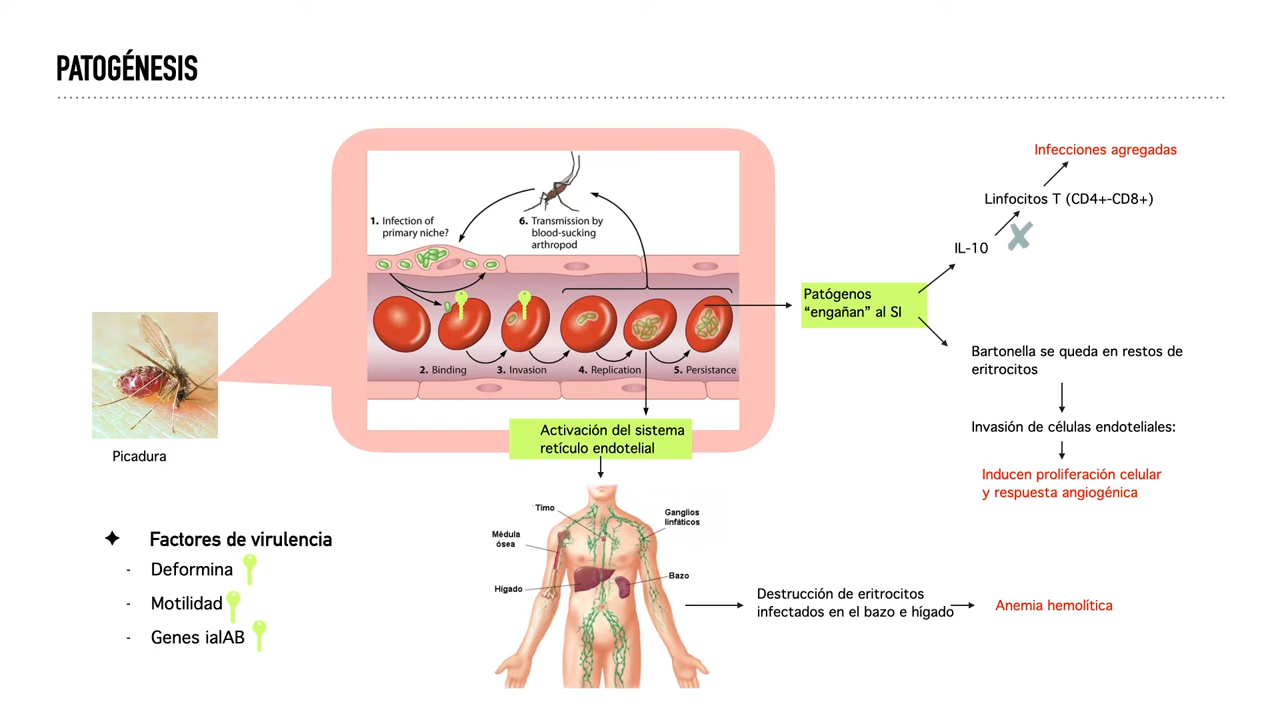 PATOGÉNESIS
1. Infection of
primary niche?
6. Transmission by
blood-sucking
arthropod
2. Binding
3. Invasion
4. Replication
5. Persistance
Picadura
Activación del sistema
retículo endotelial
Patógenos
“engañan” al SI
Infecciones agregadas
Linfocitos T (CD4+-CD8+)
IL-10
Bartonella se queda en restos de
eritrocitos
Invasión de células endoteliales:
Inducen proliferación celular
y respuesta angiogénica
Timo
Ganglios
linfáticos
Médula
ósea
Hígado
Bazo
Destrucción de eritrocitos
infectados en el bazo e hígado
Anemia hemolítica
Factores de virulencia
- Deformina
- Motilidad
- Genes ialAB